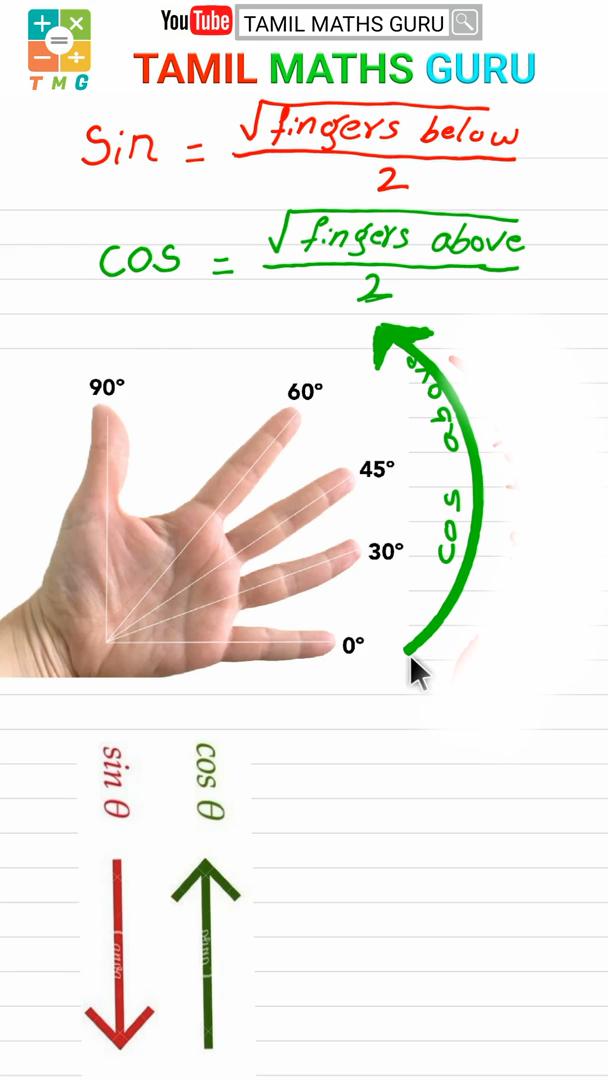 YouTube TAMIL MATHS GURU
TMG
TAMIL MATHS GURU
Sin = √fingers below / 2
cos = √fingers above / 2
90°
60°
45°
30°
0°
cos above
sin θ
cos θ